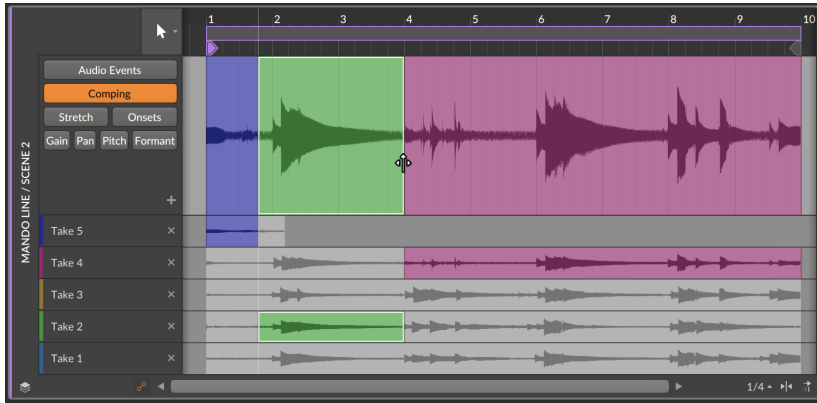 1 2 3 4 5 6 7 8 9 10
Audio Events
Comping
Stretch Onsets
Gain Pan Pitch Formant
+
MANDO LINE / SCENE 2
Take 5 ×
Take 4 ×
Take 3 ×
Take 2 ×
Take 1 ×
1/4